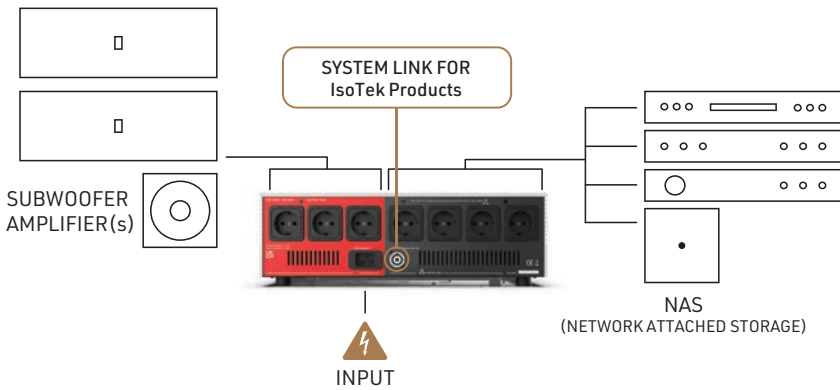 SYSTEM LINK FOR
IsoTek Products
SUBWOOFER
AMPLIFIER(s)
NAS
(NETWORK ATTACHED STORAGE)
INPUT